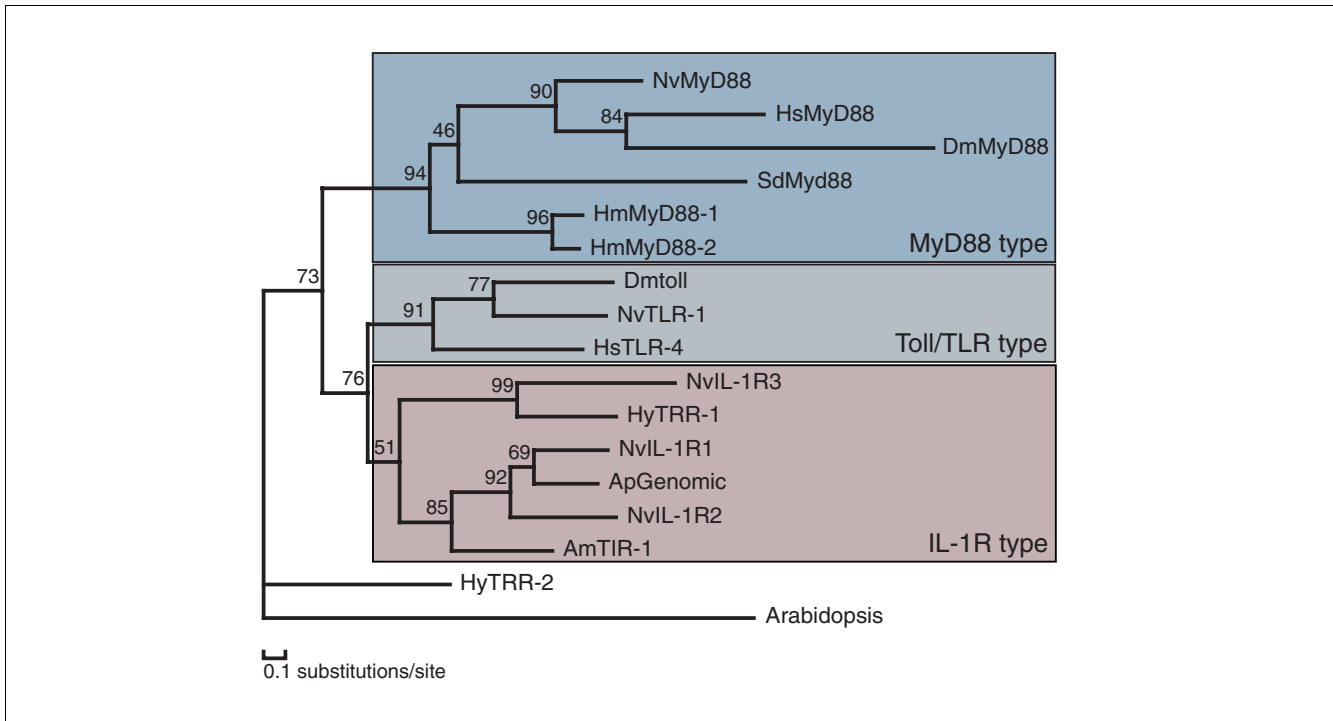 NvMyD88
90
HsMyD88
84
46
DmMyD88
94
SdMyd88
96
HmMyD88-1
HmMyD88-2
MyD88 type
73
77
Dmtoll
91
NvTLR-1
HsTLR-4
Toll/TLR type
76
99
NvIL-1R3
HyTRR-1
51
69
NvIL-1R1
92
ApGenomic
85
NvIL-1R2
AmTIR-1
IL-1R type
HyTRR-2
Arabidopsis
0.1 substitutions/site